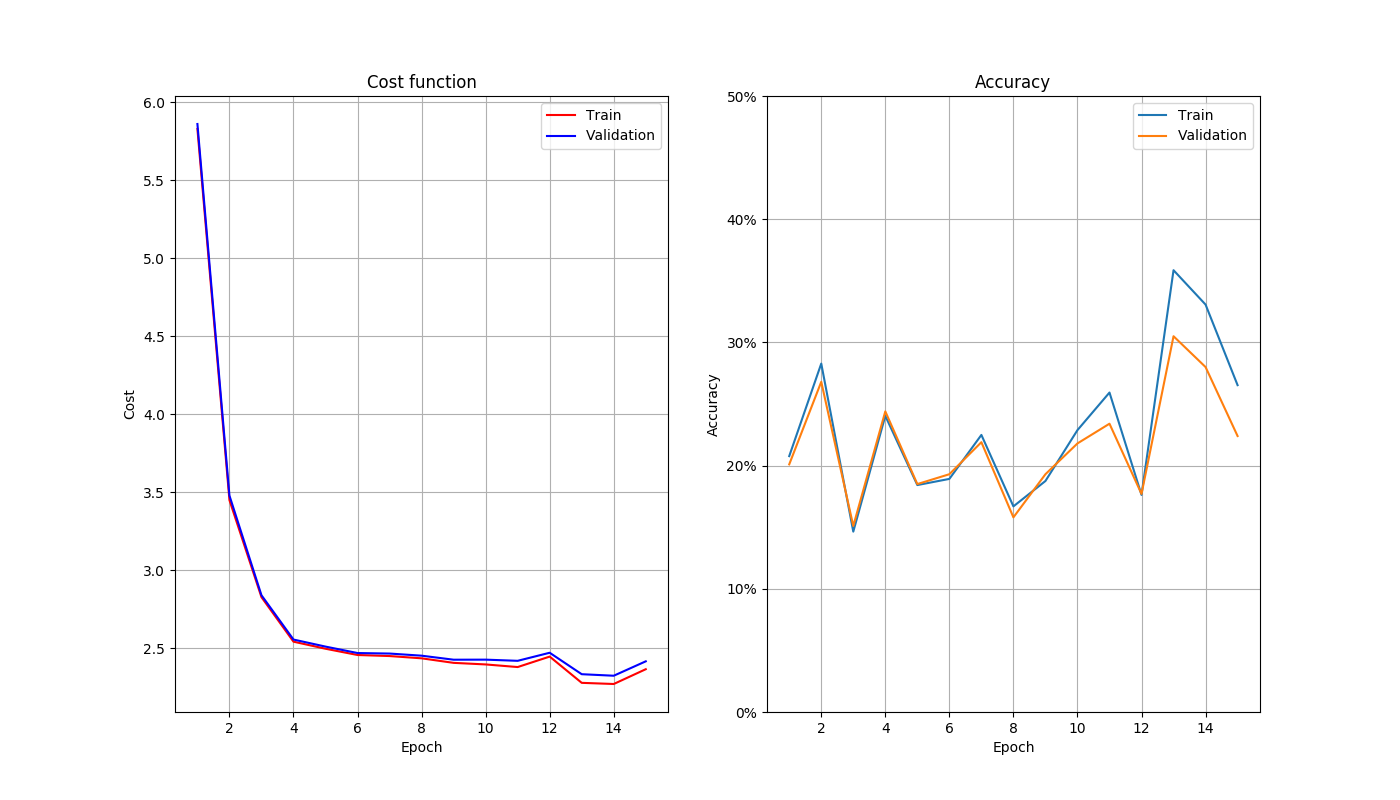 Cost function
6.0
5.5
5.0
4.5
4.0
3.5
3.0
2.5
Cost
2 4 6 8 10 12 14
Epoch
Train
Validation
Accuracy
50%
40%
30%
20%
10%
0%
Accuracy
2 4 6 8 10 12 14
Epoch
Train
Validation